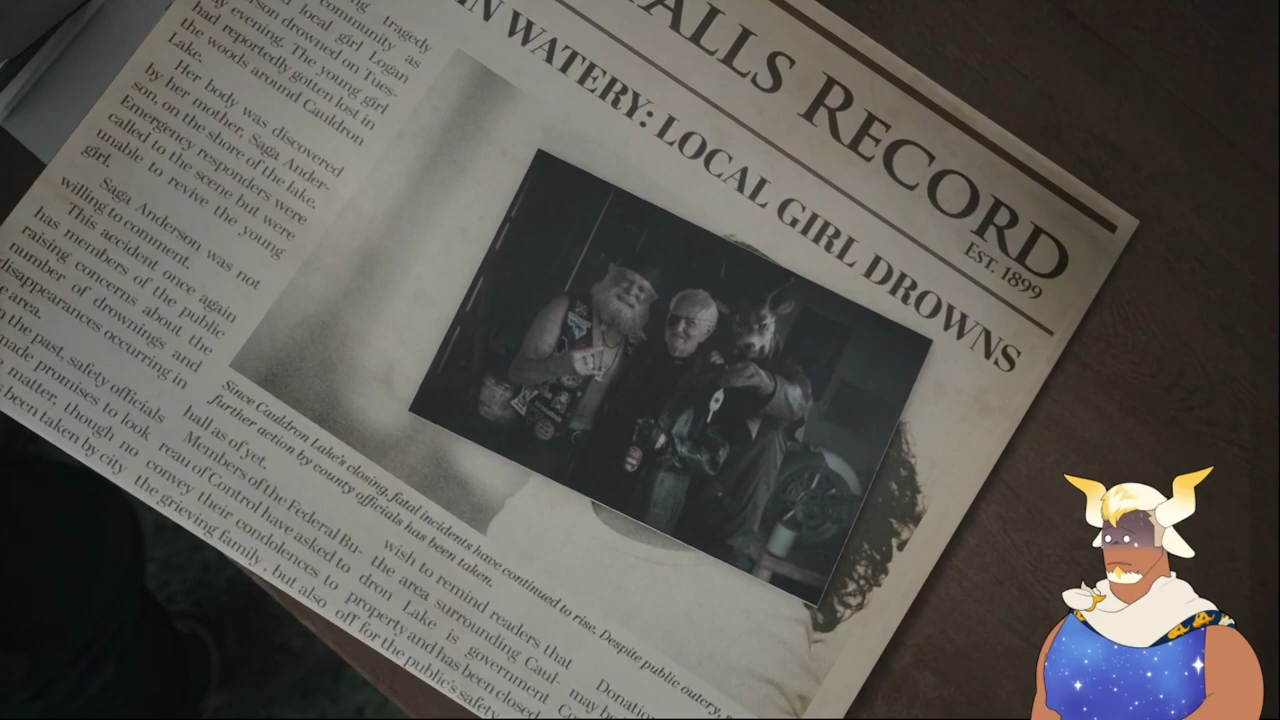 ALLS RECORD
EST. 1899
IN WATERY: LOCAL GIRL DROWNS
tragedy
community as
local girl Logan
drowned on Tues-
evening. The young girl
had reportedly gotten lost in
the woods around Cauldron
Lake.
Her body was discovered
by her mother, Saga Ander-
son, on the shore of the lake.
Emergency responders were
called to the scene but were
unable to revive the young
girl.
Saga Anderson was not
willing to comment.
This accident once again
has members of the public
raising concerns about the
number of drownings and
disappearances occurring in
area.
the past, safety officials
made promises to look
matter, though no
been taken by city
hall as of yet.
Members of the Federal Bu-
reau of Control have asked to
convey their condolences to
the grieving family, but also
wish to remind readers that
the area surrounding Caul-
dron Lake is government
property and has been closed
off for the public's safety
Donation
may be
Since Cauldron Lake's closing, fatal incidents have continued to rise. Despite public outcry,
further action by county officials has been taken.